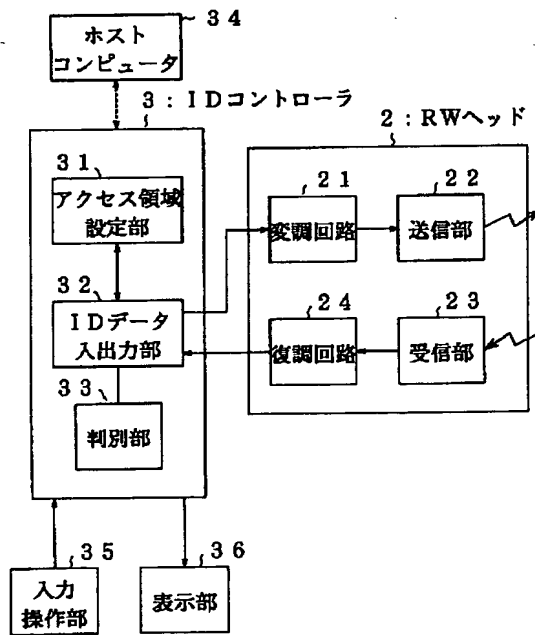 34
ホスト
コンピュータ
3:IDコントローラ
2:RWヘッド
31
アクセス領域
設定部
21
変調回路
22
送信部
32
IDデータ
入出力部
24
復調回路
23
受信部
33
判別部
35
入力
操作部
36
表示部